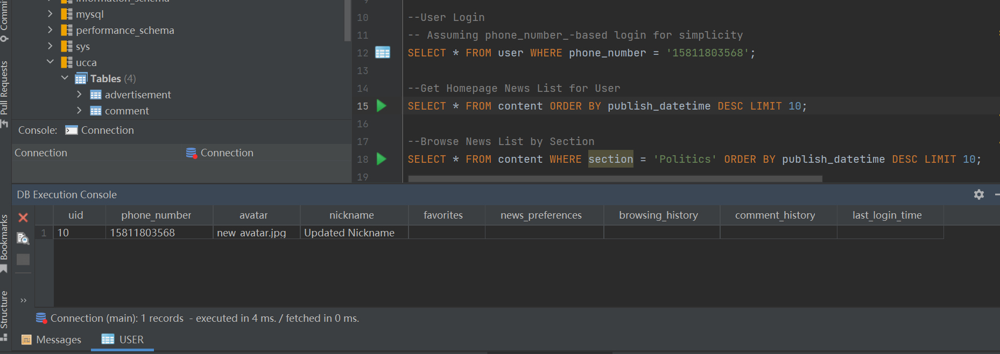 Commi
Pull Requests
Bookmarks
Structure
information_schema
mysql
performance_schema
sys
ucca
Tables (4)
advertisement
comment
Console: Connection
Connection Connection
9
10 --User Login
11 -- Assuming phone_number_-based login for simplicity
12 SELECT * FROM user WHERE phone_number = '15811803568';
13
14 --Get Homepage News List for User
15 SELECT * FROM content ORDER BY publish_datetime DESC LIMIT 10;
16
17 --Browse News List by Section
18 SELECT * FROM content WHERE section = 'Politics' ORDER BY publish_datetime DESC LIMIT 10;
19
DB Execution Console
uid phone_number avatar nickname favorites news_preferences browsing_history comment_history last_login_time
1 10 15811803568 new_avatar.jpg Updated Nickname
Connection (main): 1 records - executed in 4 ms. / fetched in 0 ms.
Messages USER